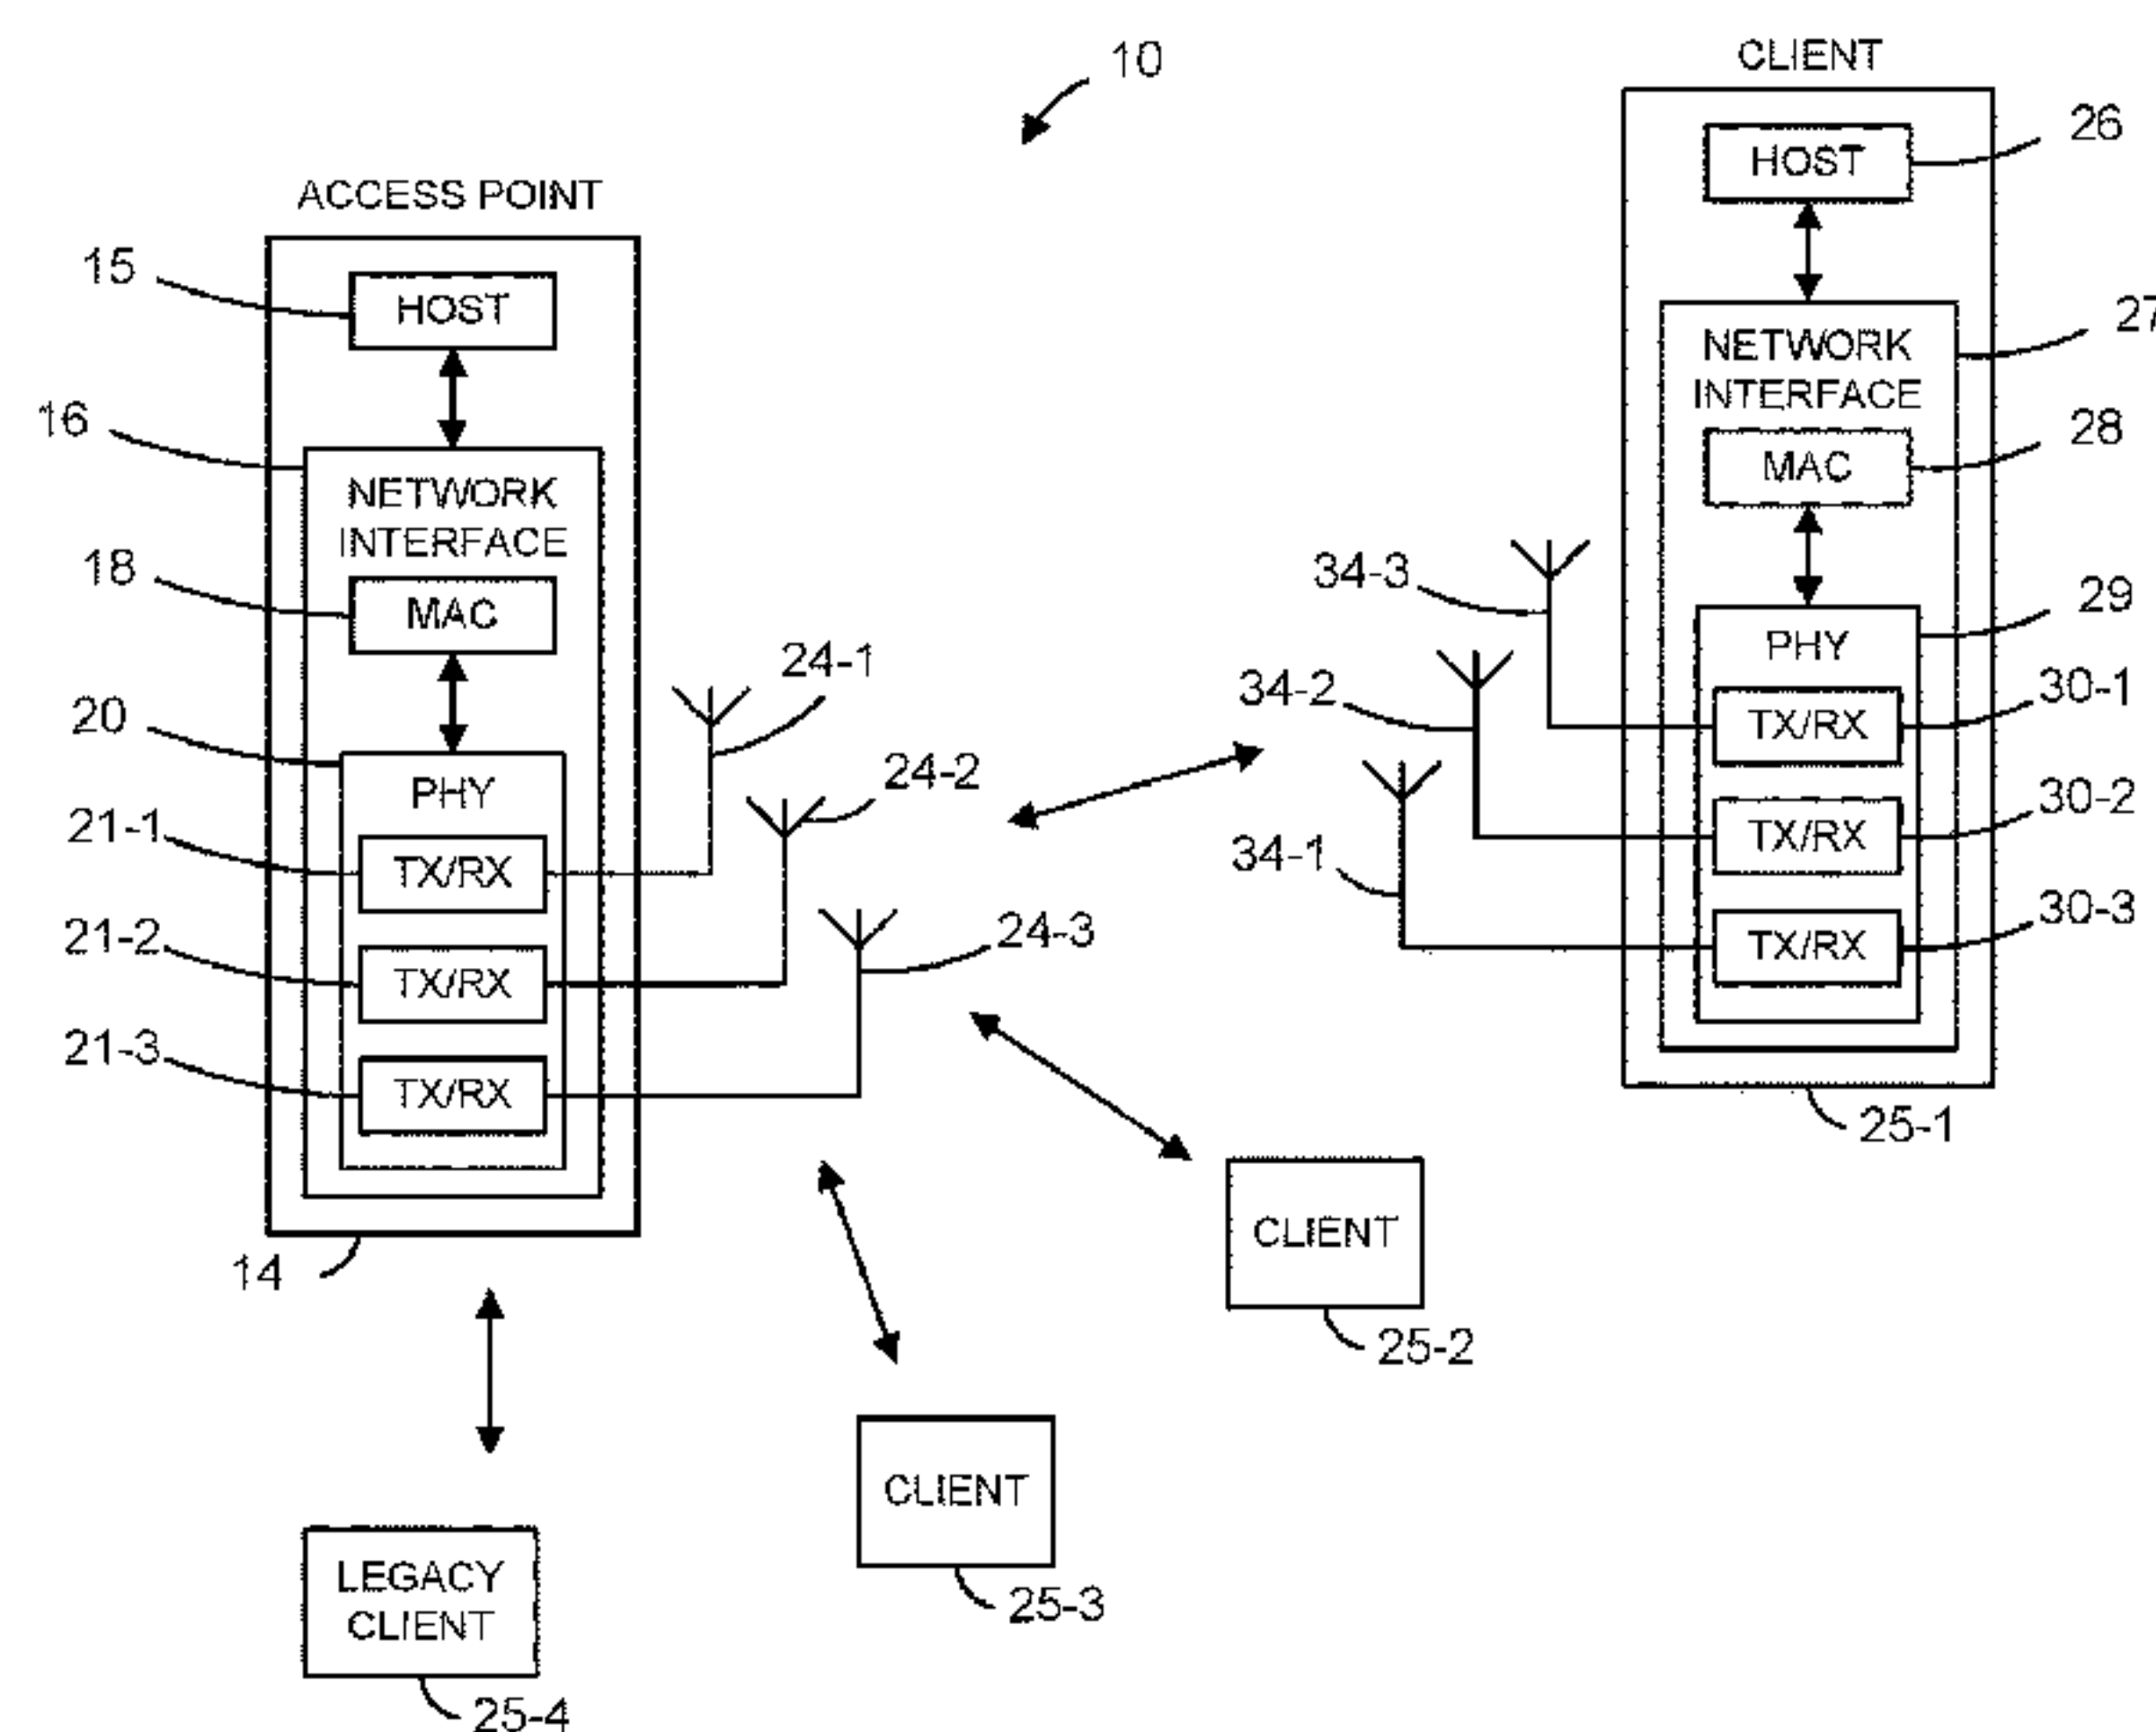 10
CLIENT
HOST
26
ACCESS POINT
15
HOST
27
NETWORK
INTERFACE
16
MAC
28
NETWORK
INTERFACE
18
MAC
34-3
PHY
29
24-1
34-2
TX/RX
30-1
20
PHY
24-2
TX/RX
30-2
21-1
TX/RX
34-1
TX/RX
30-3
21-2
TX/RX
24-3
21-3
TX/RX
25-1
14
CLIENT
25-2
CLIENT
25-3
LEGACY
CLIENT
25-4